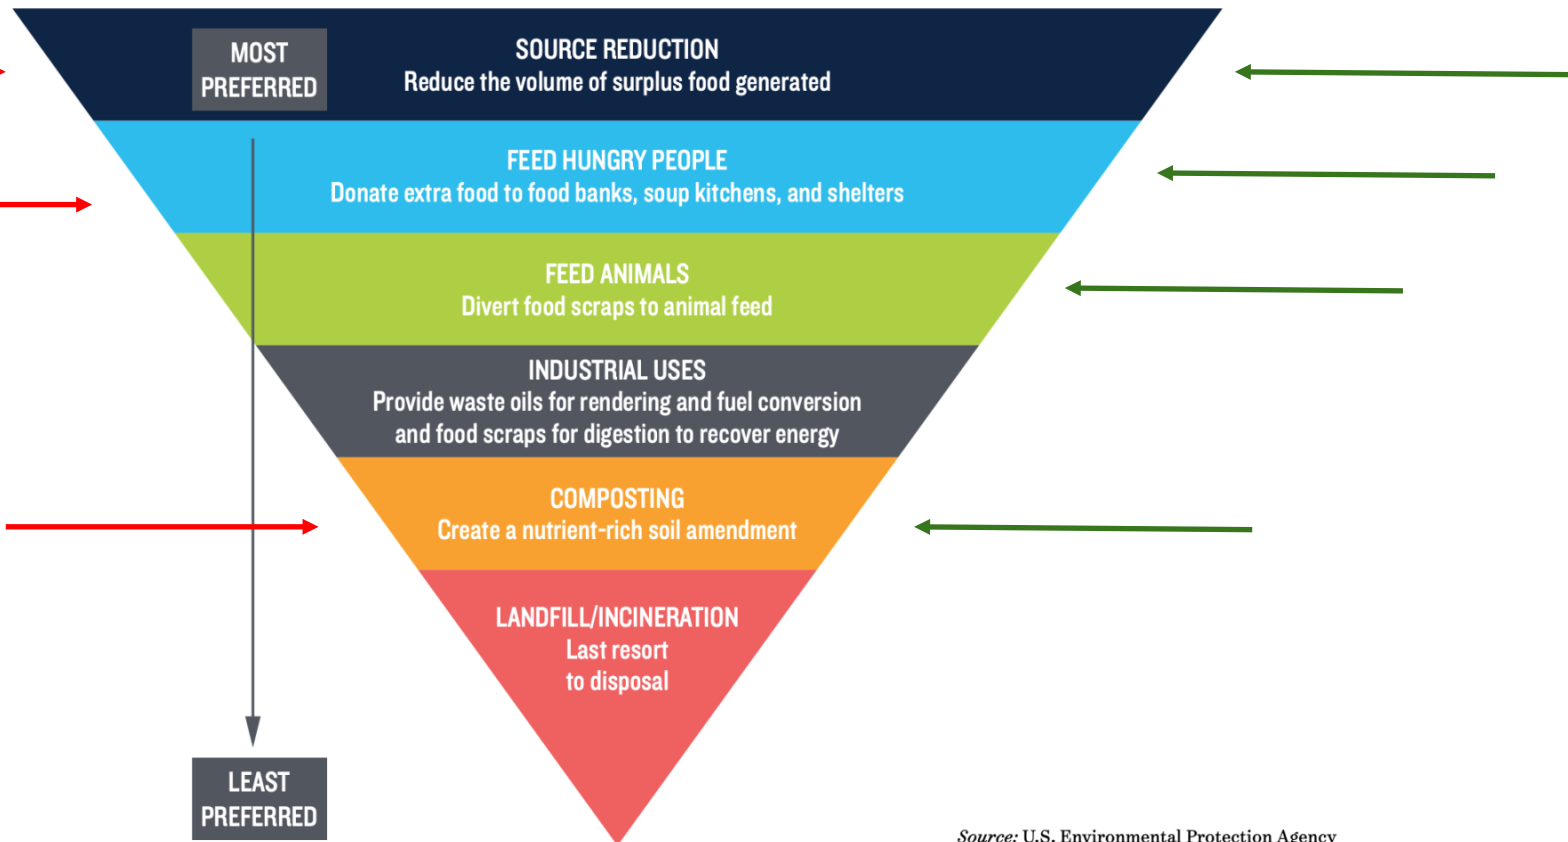 MOST
PREFERRED
SOURCE REDUCTION
Reduce the volume of surplus food generated
FEED HUNGRY PEOPLE
Donate extra food to food banks, soup kitchens, and shelters
FEED ANIMALS
Divert food scraps to animal feed
INDUSTRIAL USES
Provide waste oils for rendering and fuel conversion
and food scraps for digestion to recover energy
COMPOSTING
Create a nutrient-rich soil amendment
LANDFILL/INCINERATION
Last resort
to disposal
LEAST
PREFERRED
Source: U.S. Environmental Protection Agency